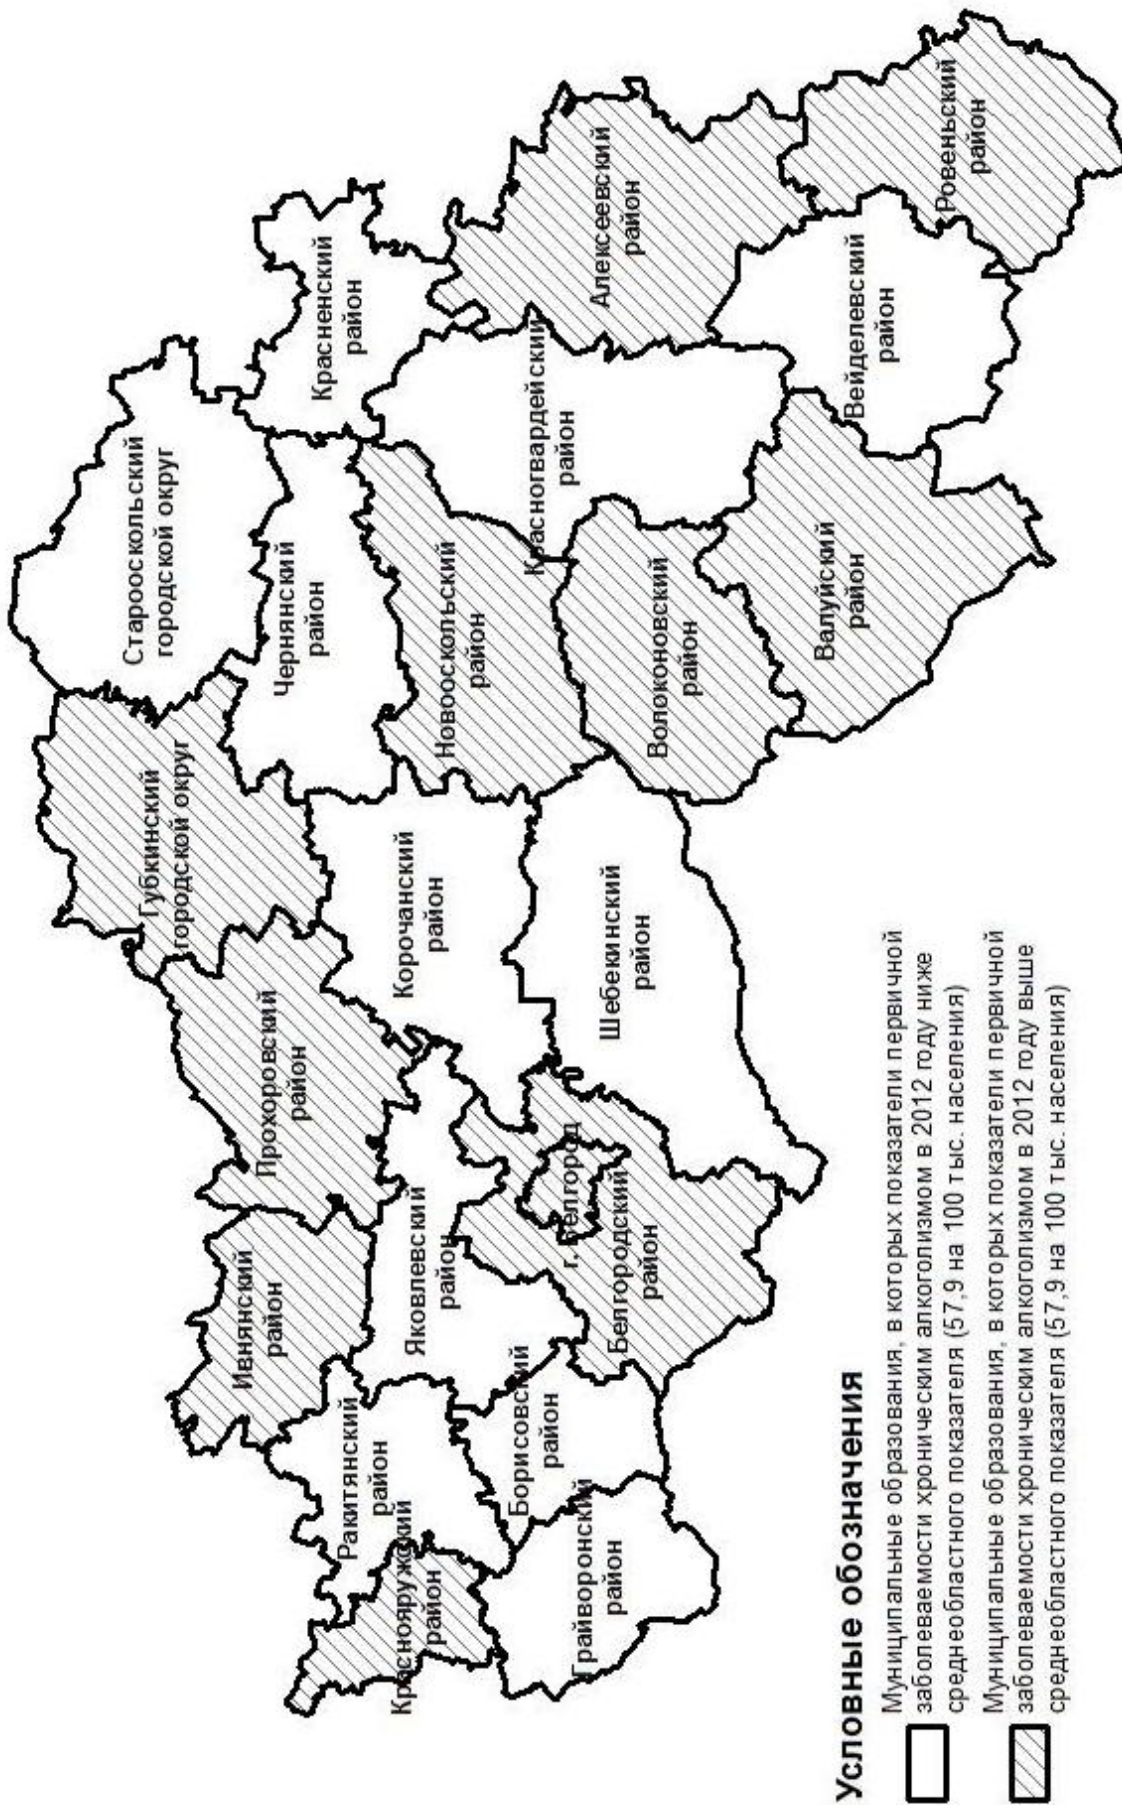 Старооскольский
городской округ
Губкинский
городской округ
Прохоровский
район
Ивнянский
район
Красненский
район
Чернянский
район
Ракитянский
район
Краснояружский
район
Яковлевский
район
Корочанский
район
Новооскольский
район
Красногвардейский
район
Алексеевский
район
Борисовский
район
Грайворонский
район
г. Белгород
Белгородский
район
Шебекинский
район
Волоконовский
район
Валуйский
район
Вейделевский
район
Ровеньский
район
Условные обозначения
Муниципальные образования, в которых показатели первичной
заболеваемости хроническим алкоголизмом в 2012 году ниже
среднеобластного показателя (57,9 на 100 тыс. населения)
Муниципальные образования, в которых показатели первичной
заболеваемости хроническим алкоголизмом в 2012 году выше
среднеобластного показателя (57,9 на 100 тыс. населения)